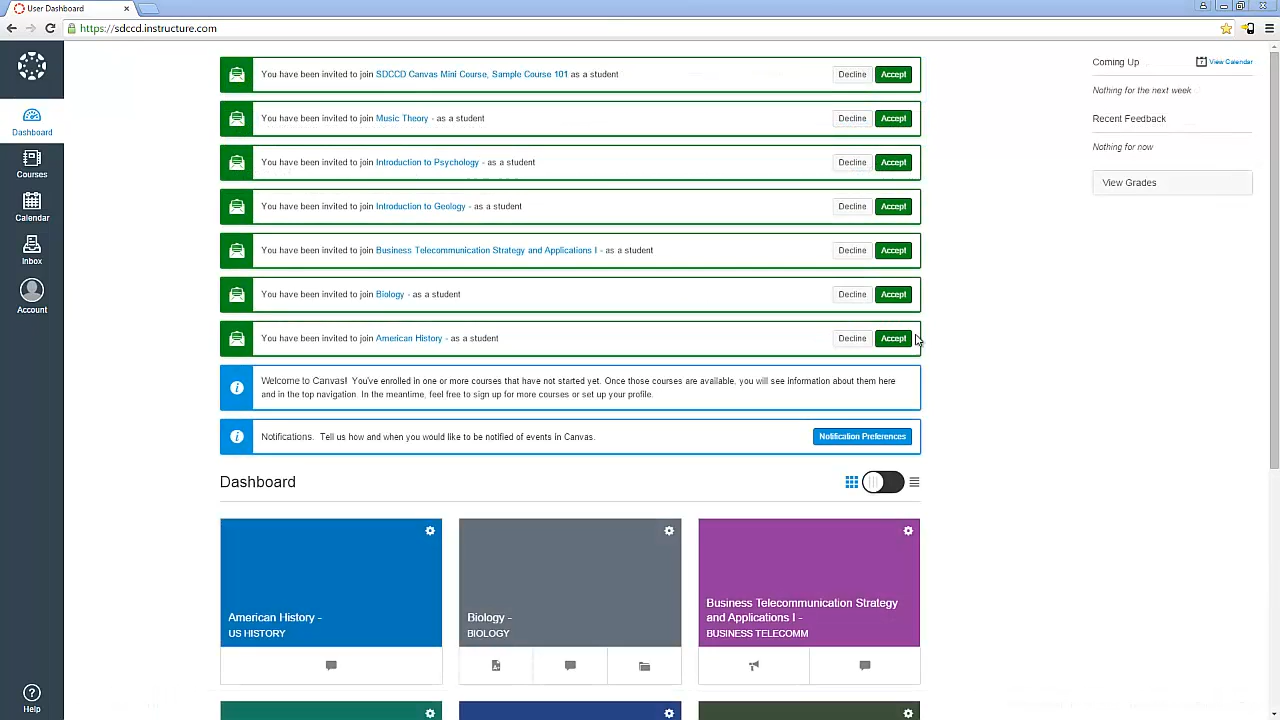 User Dashboard
https://sdccd.instructure.com
Dashboard
Courses
Calendar
Inbox
Account
Help
You have been invited to join SDCCD Canvas Mini Course, Sample Course 101 as a student
Decline Accept
You have been invited to join Music Theory - as a student
Decline Accept
You have been invited to join Introduction to Psychology - as a student
Decline Accept
You have been invited to join Introduction to Geology - as a student
Decline Accept
You have been invited to join Business Telecommunication Strategy and Applications I - as a student
Decline Accept
You have been invited to join Biology - as a student
Decline Accept
You have been invited to join American History - as a student
Decline Accept
Welcome to Canvas! You've enrolled in one or more courses that have not started yet. Once those courses are available, you will see information about them here
and in the top navigation. In the meantime, feel free to sign up for more courses or set up your profile.
Notifications. Tell us how and when you would like to be notified of events in Canvas.
Notification Preferences
Dashboard
American History -
US HISTORY
Biology -
BIOLOGY
Business Telecommunication Strategy
and Applications I -
BUSINESS TELECOMM
Coming Up
View Calendar
Nothing for the next week
Recent Feedback
Nothing for now
View Grades